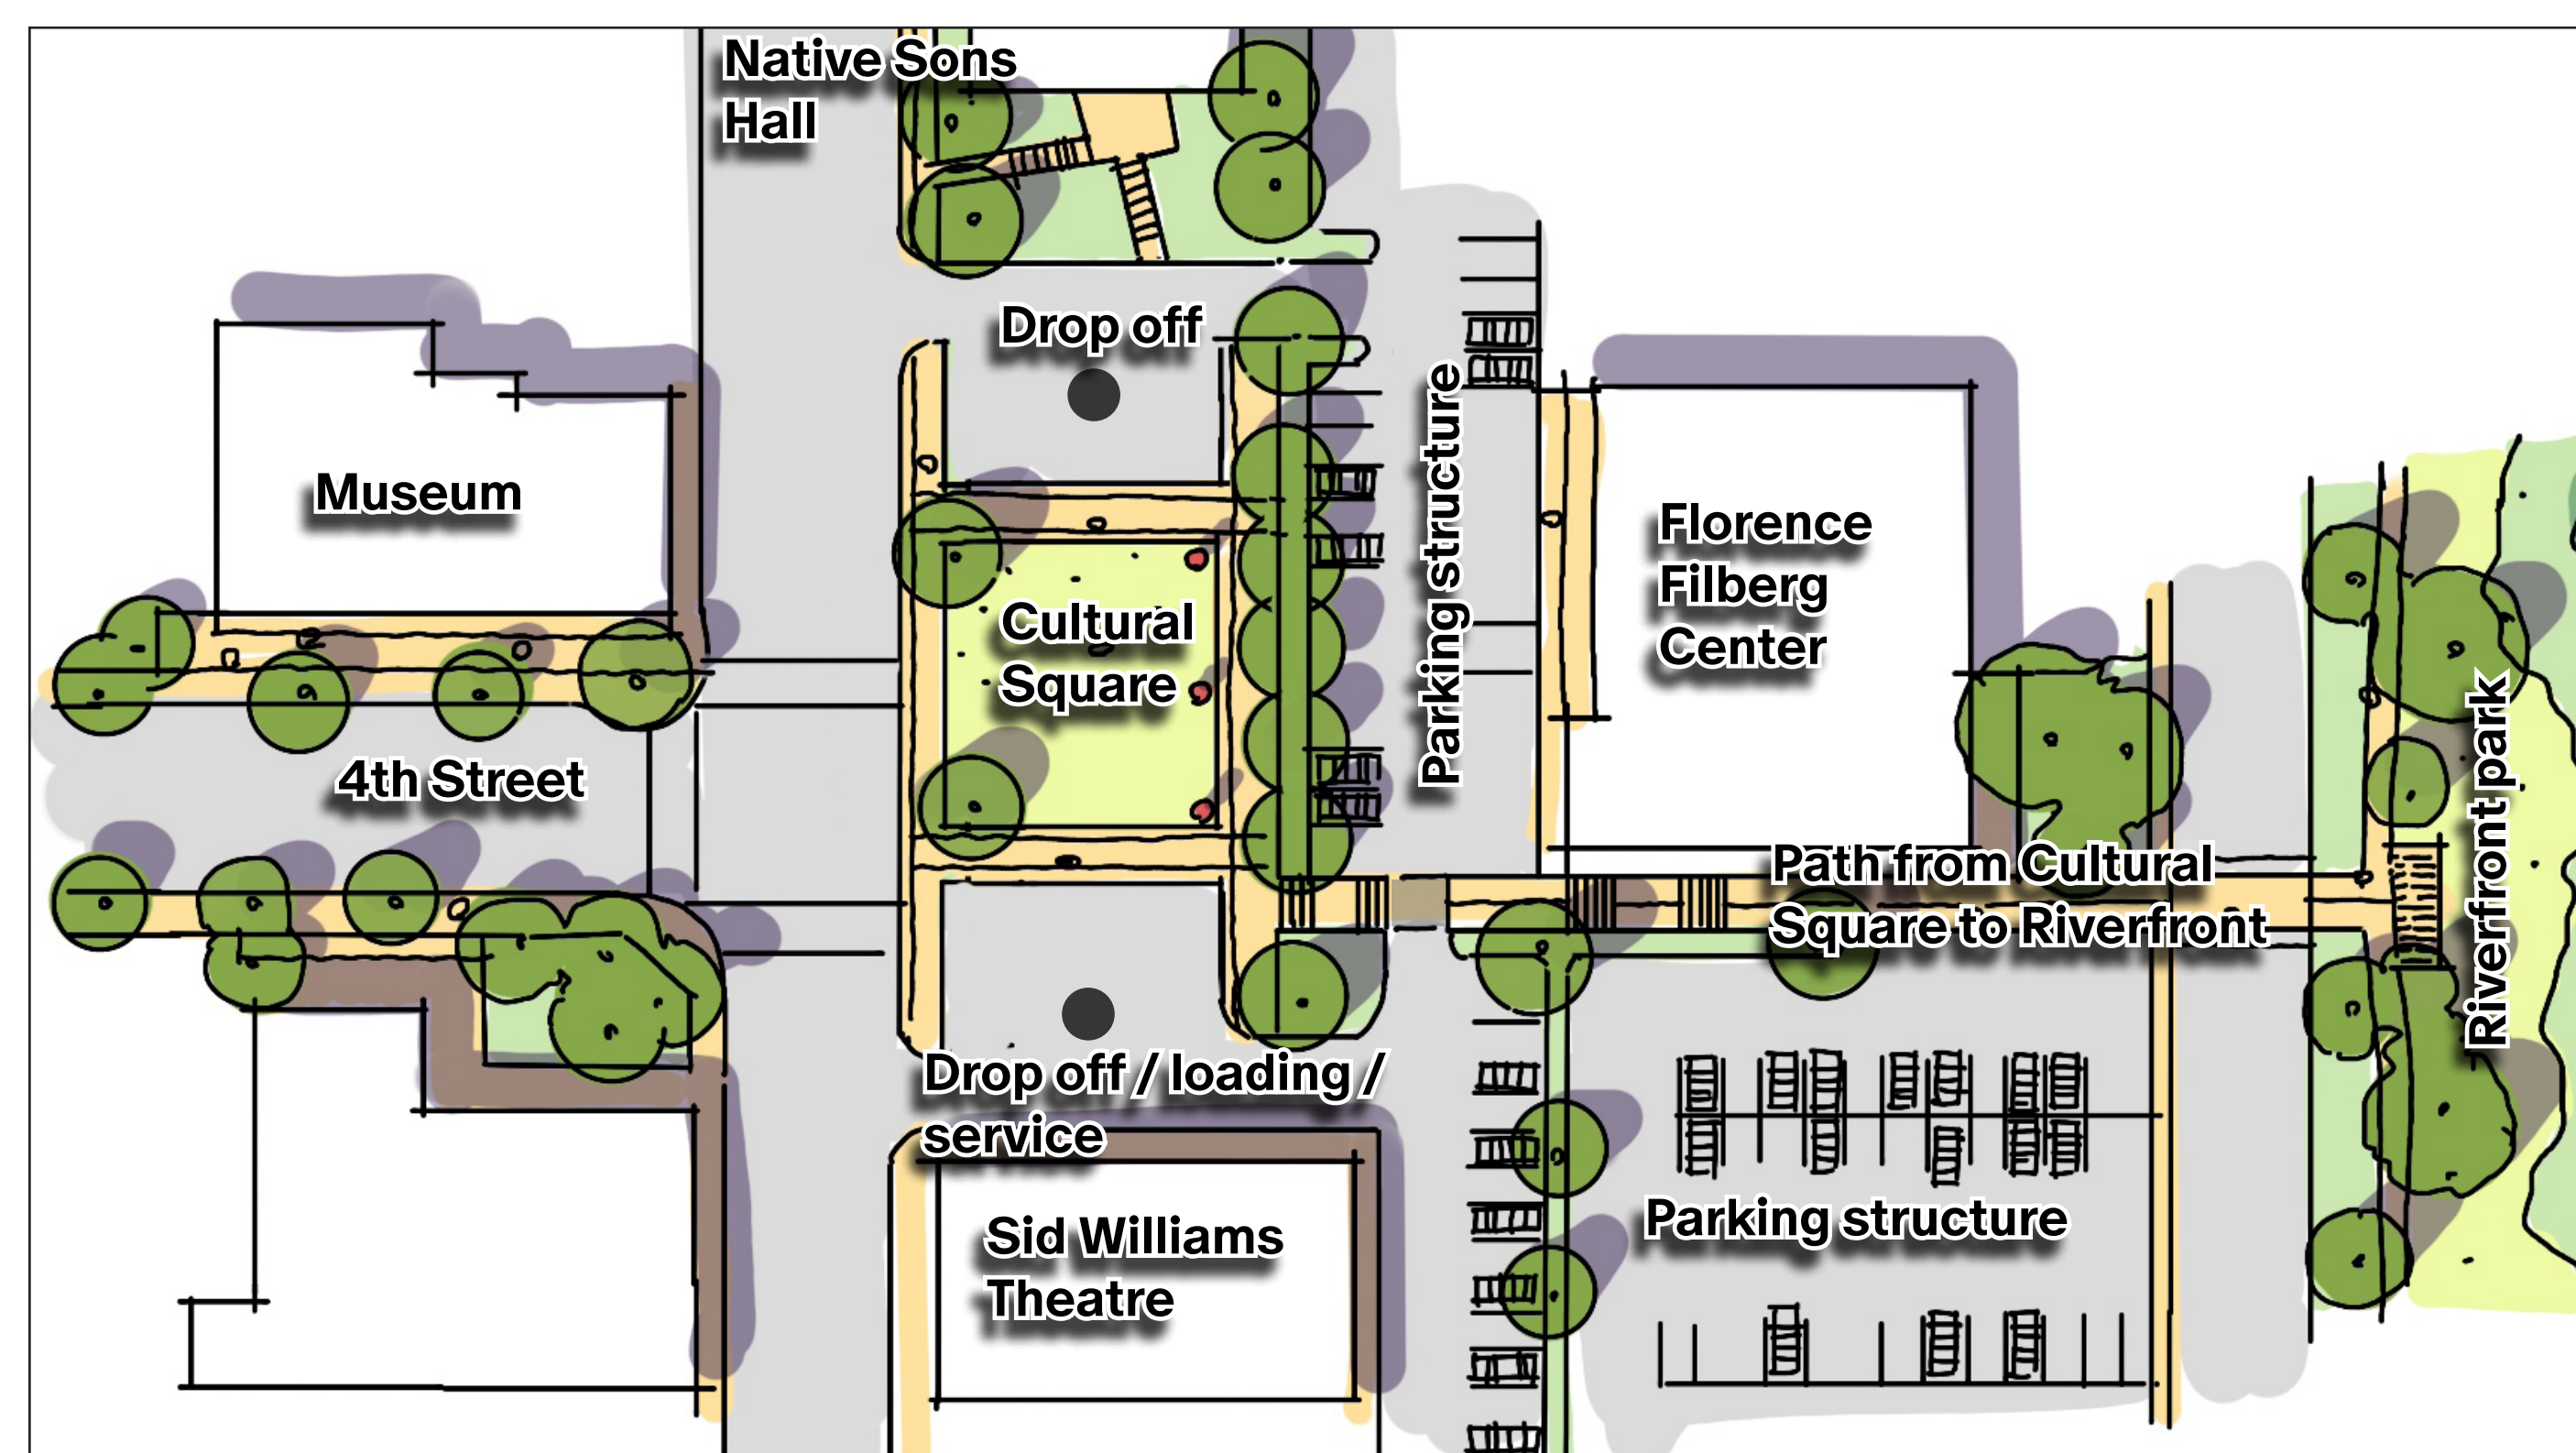 Native Sons
Hall
Drop off
Museum
Parking structure
Florence
Filberg
Center
Cultural
Square
4th Street
Path from Cultural
Square to Riverfront
Riverfront park
Drop off / loading /
service
Parking structure
Sid Williams
Theatre